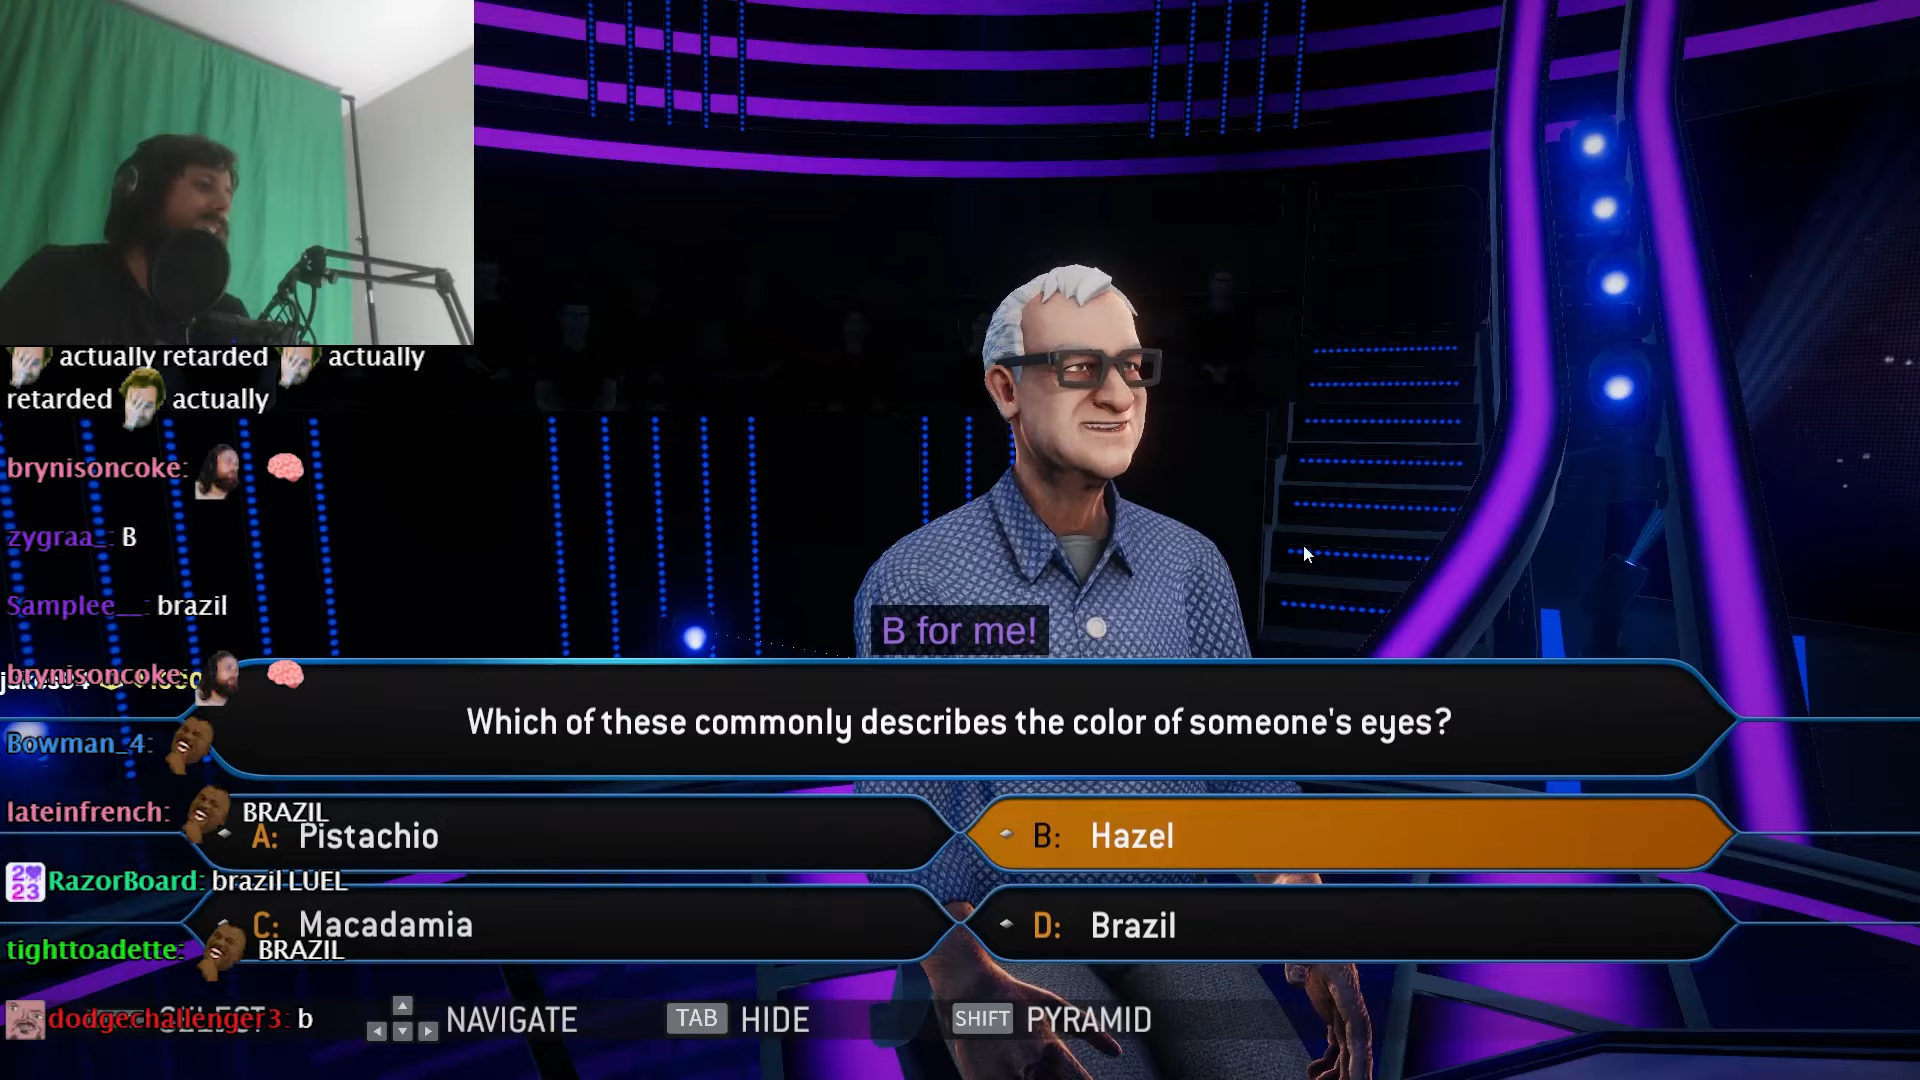 actually retarded actually
retarded actually
brynisoncoke:
zygraa_: B
Samplee__: brazil
brynisoncoke:
Bowman_4:
lateinfrench: BRAZIL
RazorBoard: brazil LUEL
tighttoadette: BRAZIL
dodgechallenger3: b
B for me!
Which of these commonly describes the color of someone's eyes?
A: Pistachio
B: Hazel
C: Macadamia
D: Brazil
SELECT
NAVIGATE
TAB HIDE
SHIFT PYRAMID